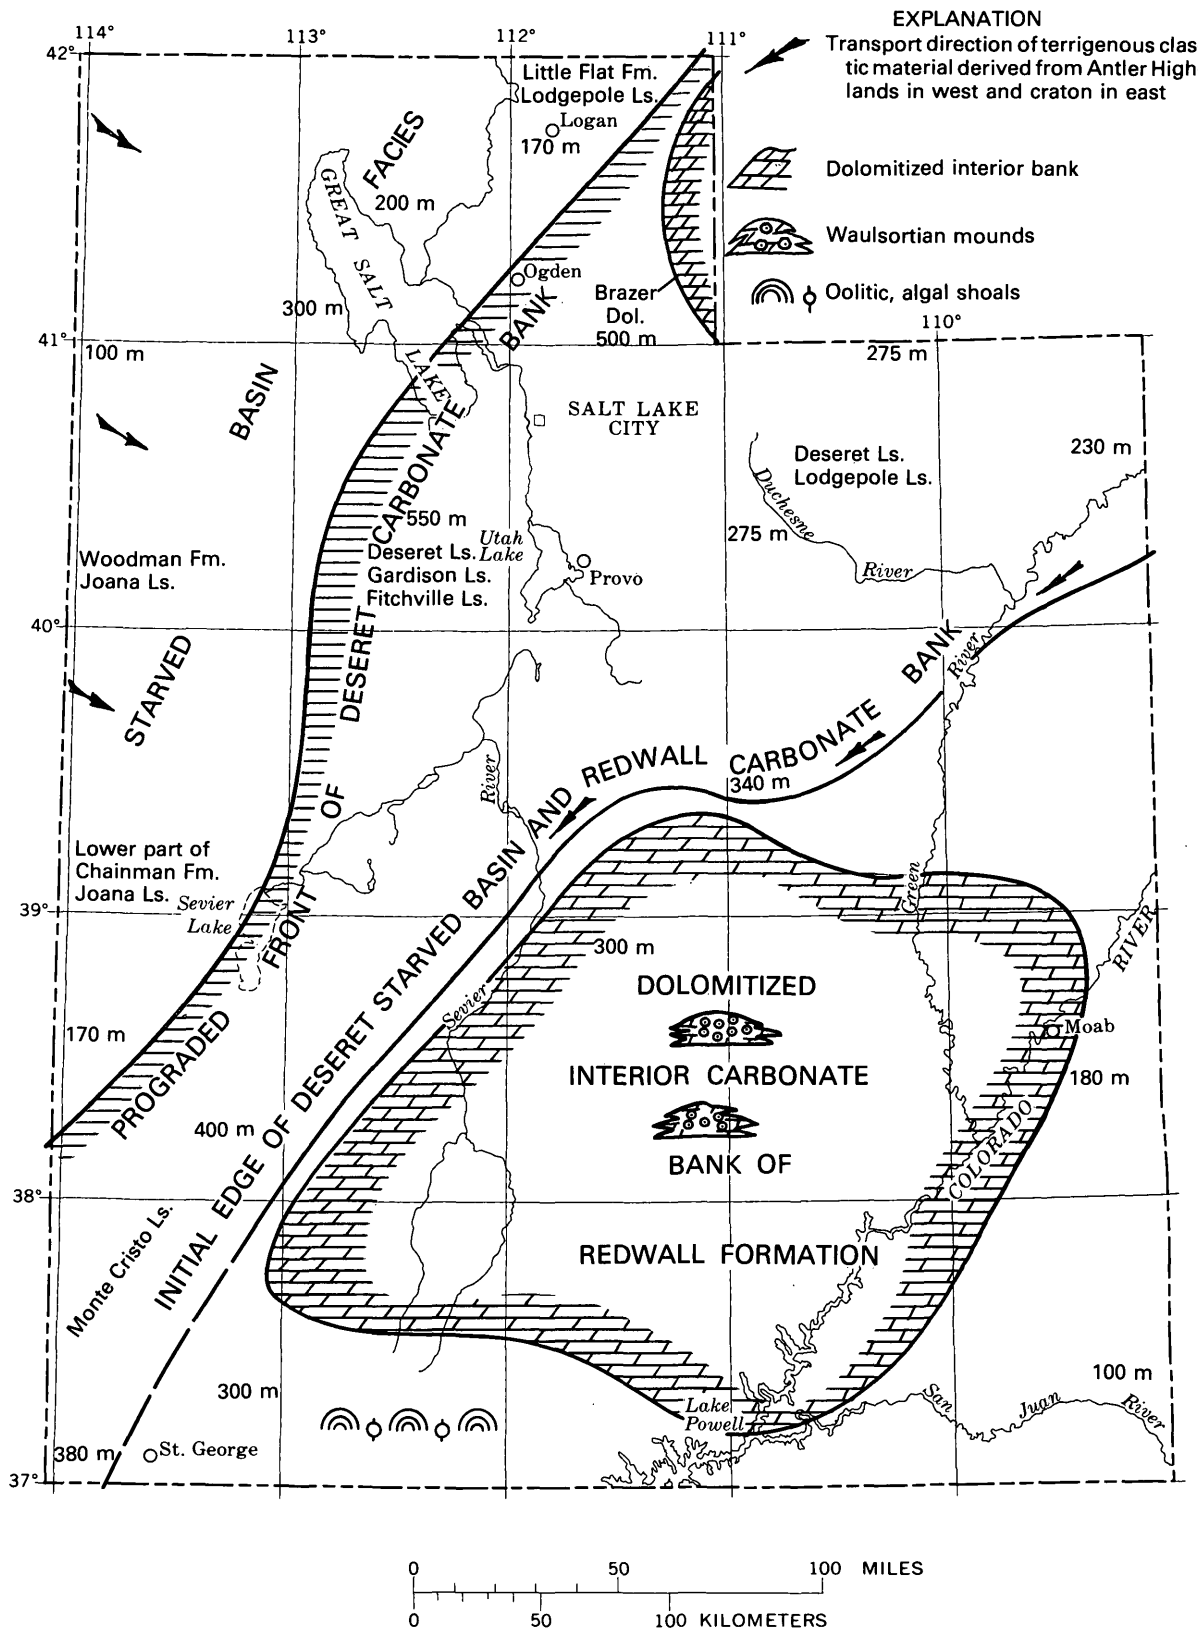 114°
113°
112°
111°
42°
EXPLANATION
Transport direction of terrigenous clas
tic material derived from Antler High
lands in west and craton in east
Dolomitized interior bank
Waulsortian mounds
Oolitic, algal shoals
Little Flat Fm.
Lodgepole Ls.
Logan
170 m
FACIES
200 m
GREAT SALT
LAKE
300 m
Ogden
BANK
Brazer
Dol.
500 m
110°
41°
100 m
275 m
BASIN
SALT LAKE
CITY
CARBONATE
230 m
Deseret Ls.
Lodgepole Ls.
Duchesne
River
275 m
550 m
Utah
Lake
Deseret Ls.
Gardison Ls.
Fitchville Ls.
Provo
Woodman Fm.
Joana Ls.
40°
DESERET
STARVED
River
River
OF
340 m
INITIAL EDGE OF DESERET STARVED BASIN AND REDWALL CARBONATE BANK
Lower part of
Chainman Fm.
Joana Ls.
Sevier
Lake
39°
FRONT
Green
RIVER
300 m
DOLOMITIZED
Sevier
Moab
170 m
PROGRADED
INTERIOR CARBONATE
180 m
400 m
BANK OF
COLORADO
38°
Monte Cristo Ls.
REDWALL FORMATION
300 m
100 m
Lake
Powell
San
Juan
River
380 m
St. George
37°
0 50 100 MILES
0 50 100 KILOMETERS